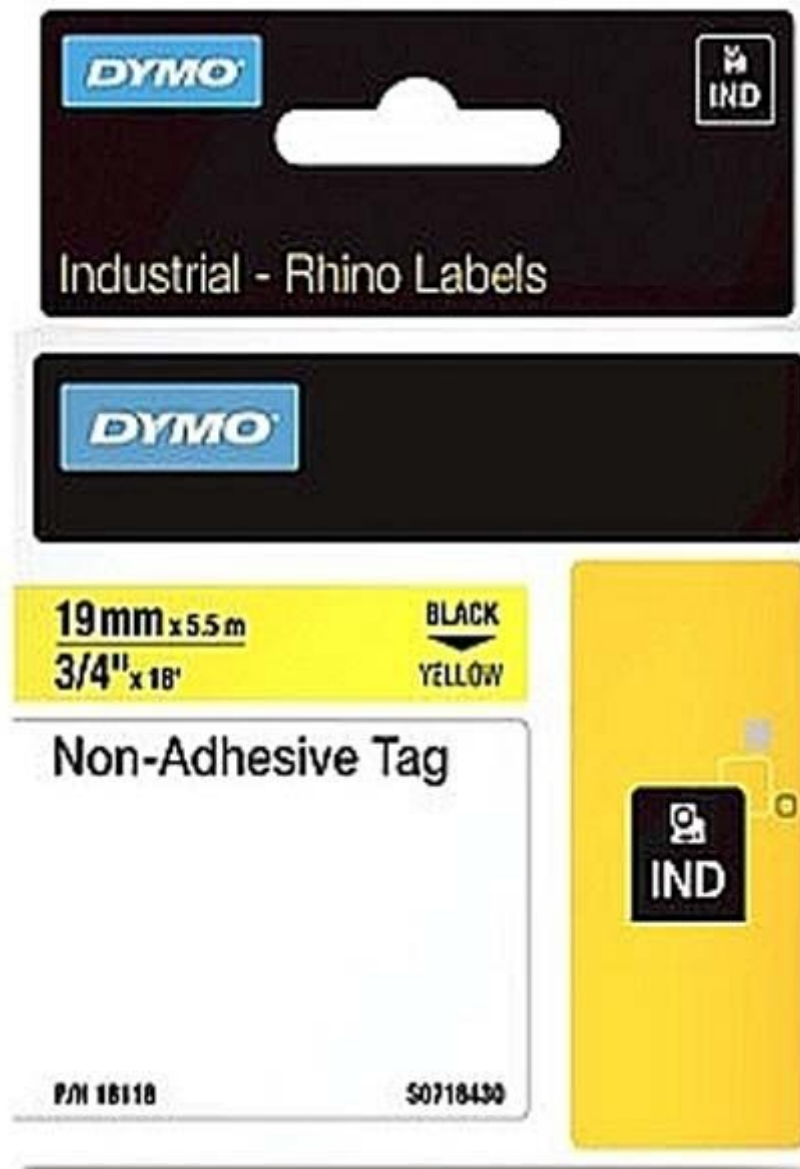 DYMO
IND
Industrial - Rhino Labels
DYMO
19mm x 5.5 m
3/4" x 18'
BLACK
YELLOW
Non-Adhesive Tag
IND
P/N 18118
S0718430